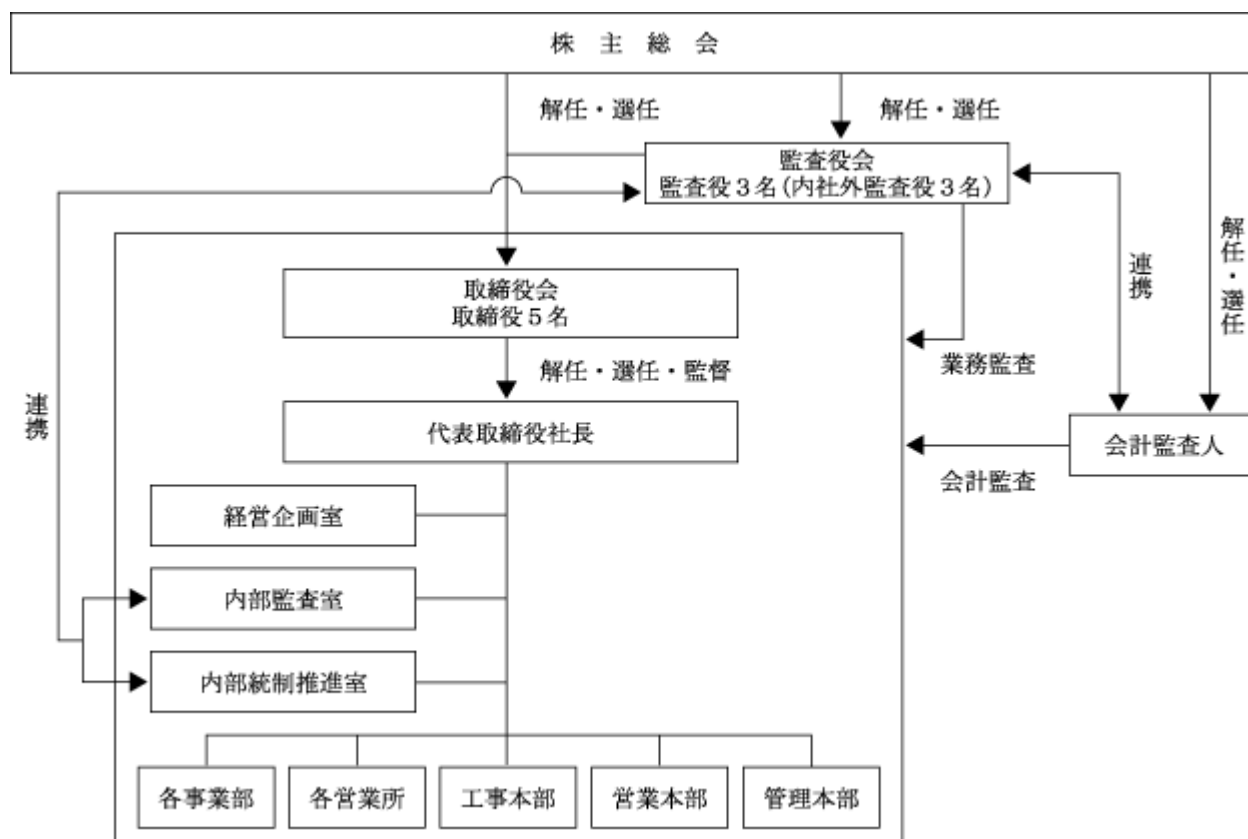 株主総会
解任・選任
解任・選任
監査役会
監査役3名(内社外監査役3名)
解任・選任
連携
取締役会
取締役5名
業務監査
解任・選任・監督
連携
代表取締役社長
会計監査人
会計監査
経営企画室
内部監査室
内部統制推進室
各事業部
各営業所
工事本部
営業本部
管理本部